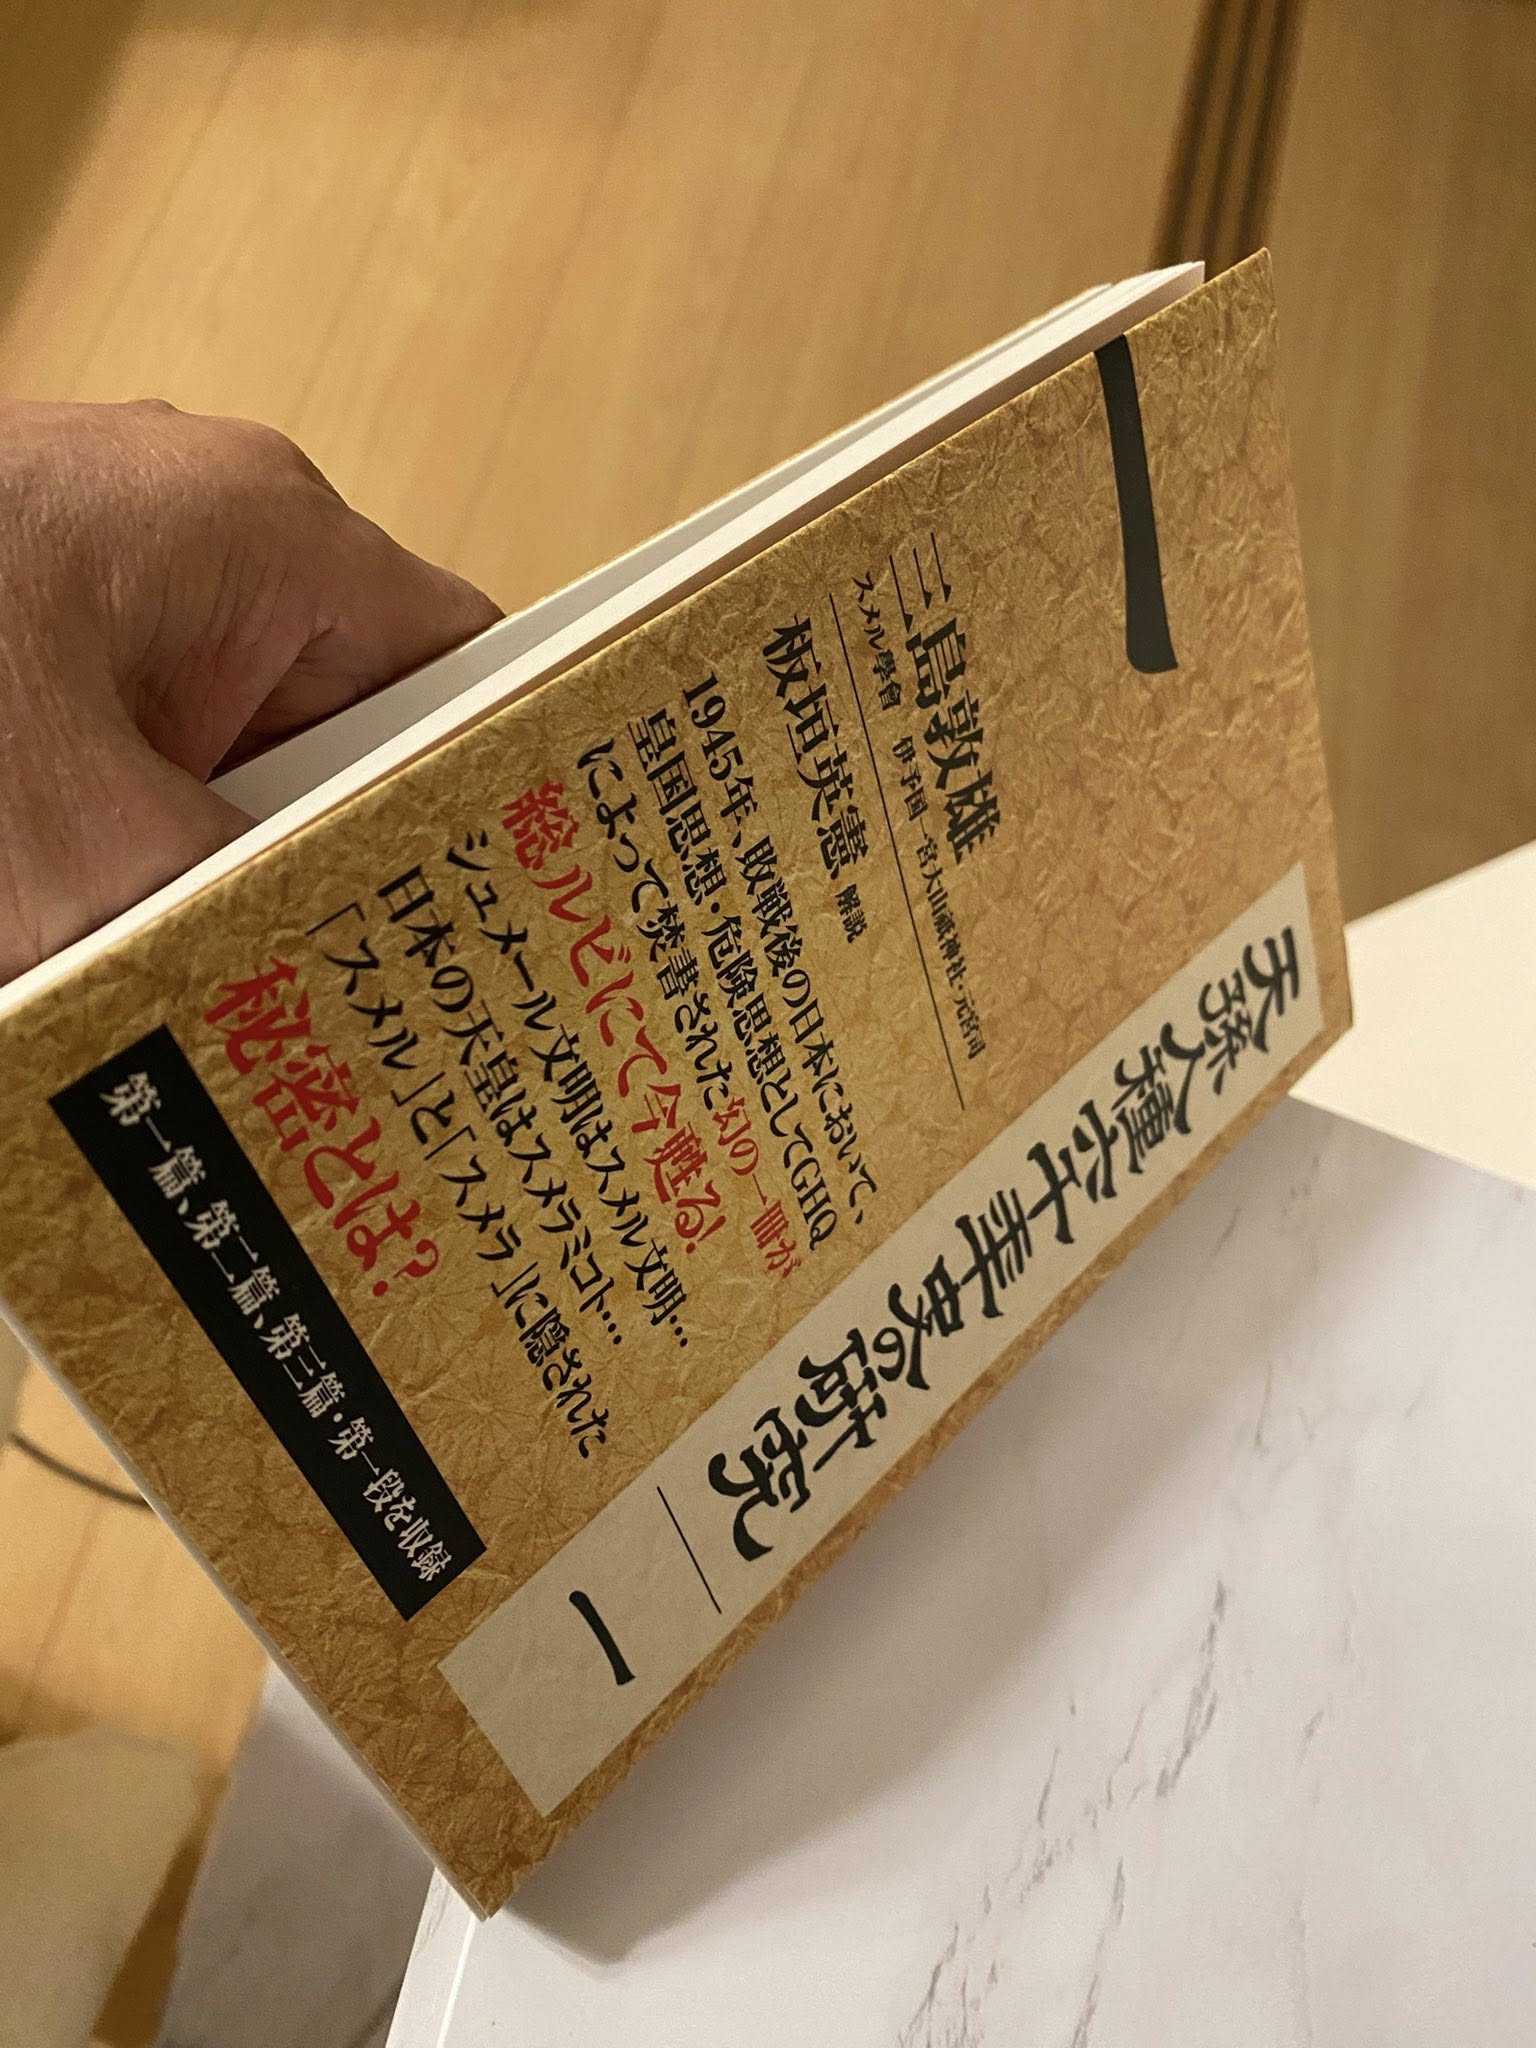 天孫人種六千年史の研究 一
一
三島敦雄
スメル學會 伊予国一宮大山祇神社・元宮司
板垣英憲 解説
1945年、敗戦後の日本において、
皇国思想・危険思想としてGHQ
によって焚書された幻の一冊が
総ルビにて今甦る!
シュメール文明はスメル文明…
日本の天皇はスメラミコト…
「スメル」と「スメラ」に隠された
秘密とは?
第一篇、第二篇、第三篇・第一段を収録